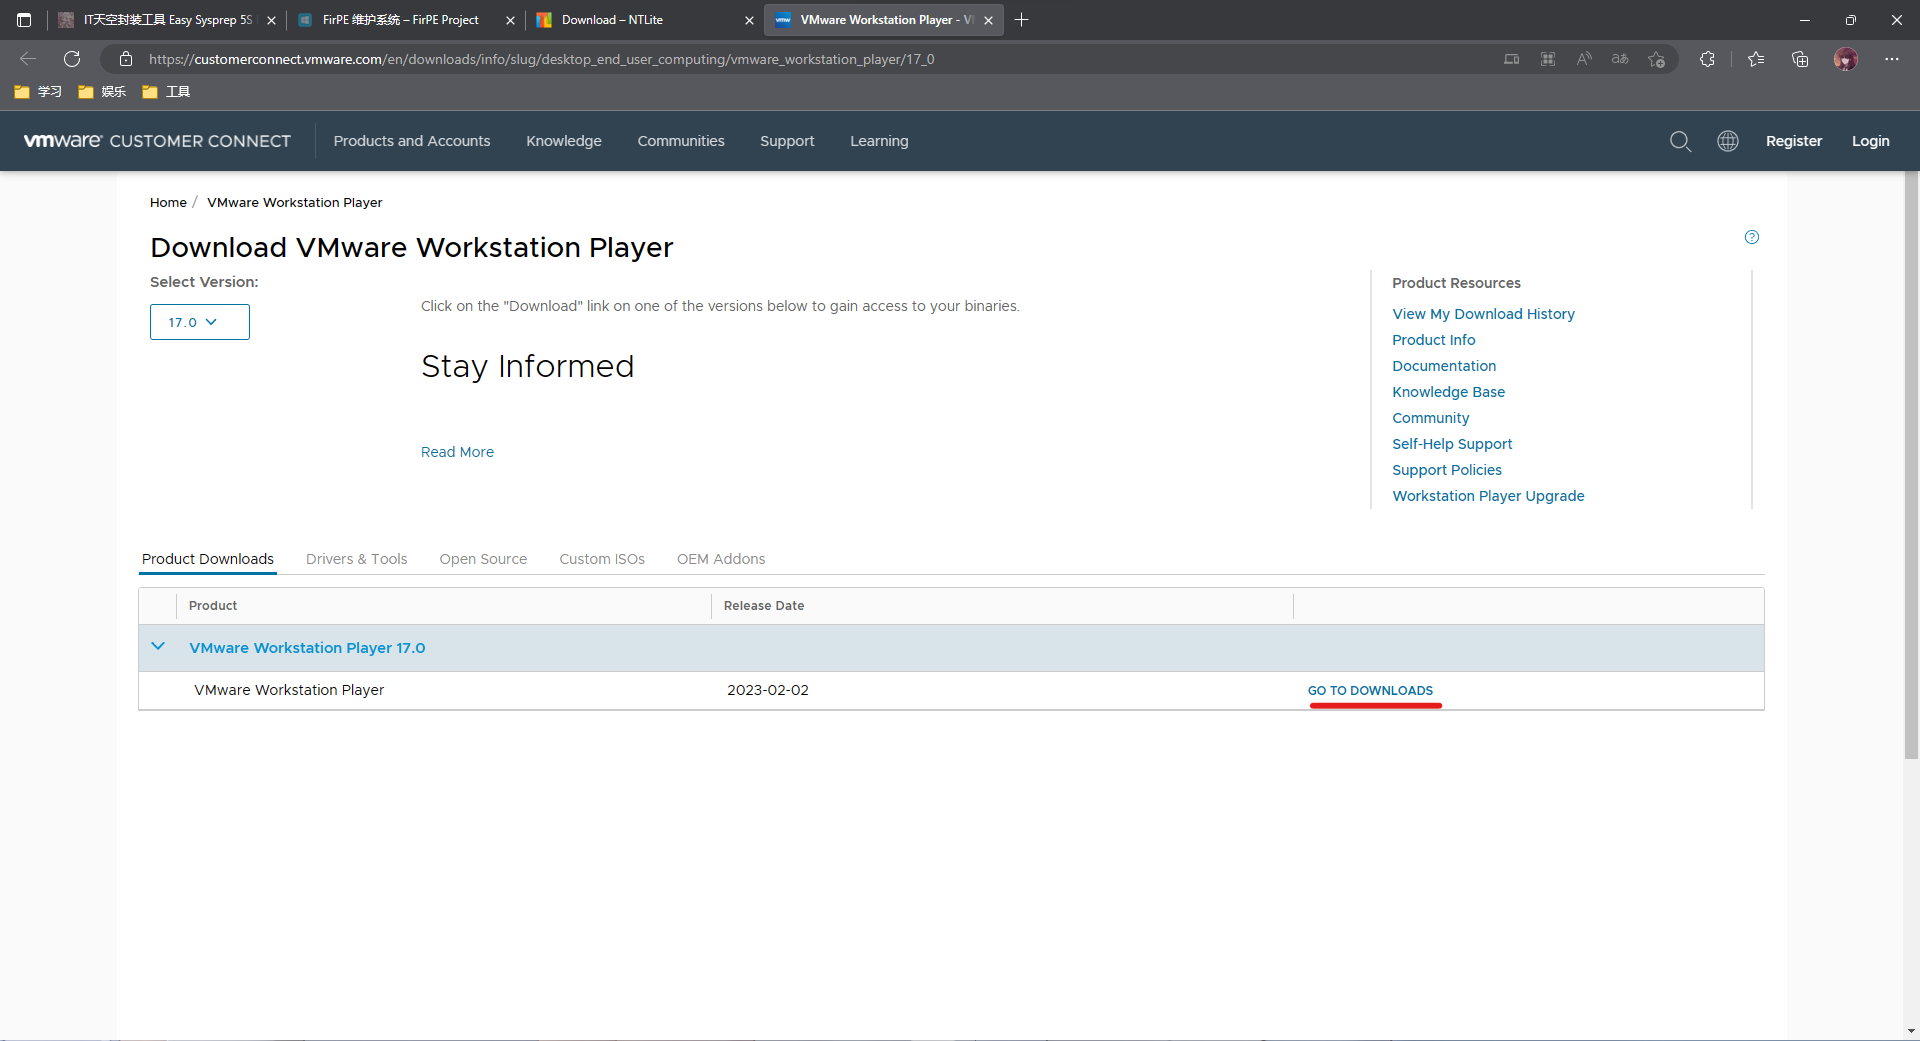 IT天空封装工具 Easy Sysprep 5S
FirPE 维护系统 – FirPE Project
Download – NTLite
VMware Workstation Player - V
https://customerconnect.vmware.com/en/downloads/info/slug/desktop_end_user_computing/vmware_workstation_player/17_0
学习
娱乐
工具
vmware® CUSTOMER CONNECT
Products and Accounts
Knowledge
Communities
Support
Learning
Register
Login
Home / VMware Workstation Player
Download VMware Workstation Player
Select Version:
17.0
Click on the "Download" link on one of the versions below to gain access to your binaries.
Stay Informed
Read More
Product Resources
View My Download History
Product Info
Documentation
Knowledge Base
Community
Self-Help Support
Support Policies
Workstation Player Upgrade
Product Downloads
Drivers & Tools
Open Source
Custom ISOs
OEM Addons
Product
Release Date
VMware Workstation Player 17.0
VMware Workstation Player
2023-02-02
GO TO DOWNLOADS